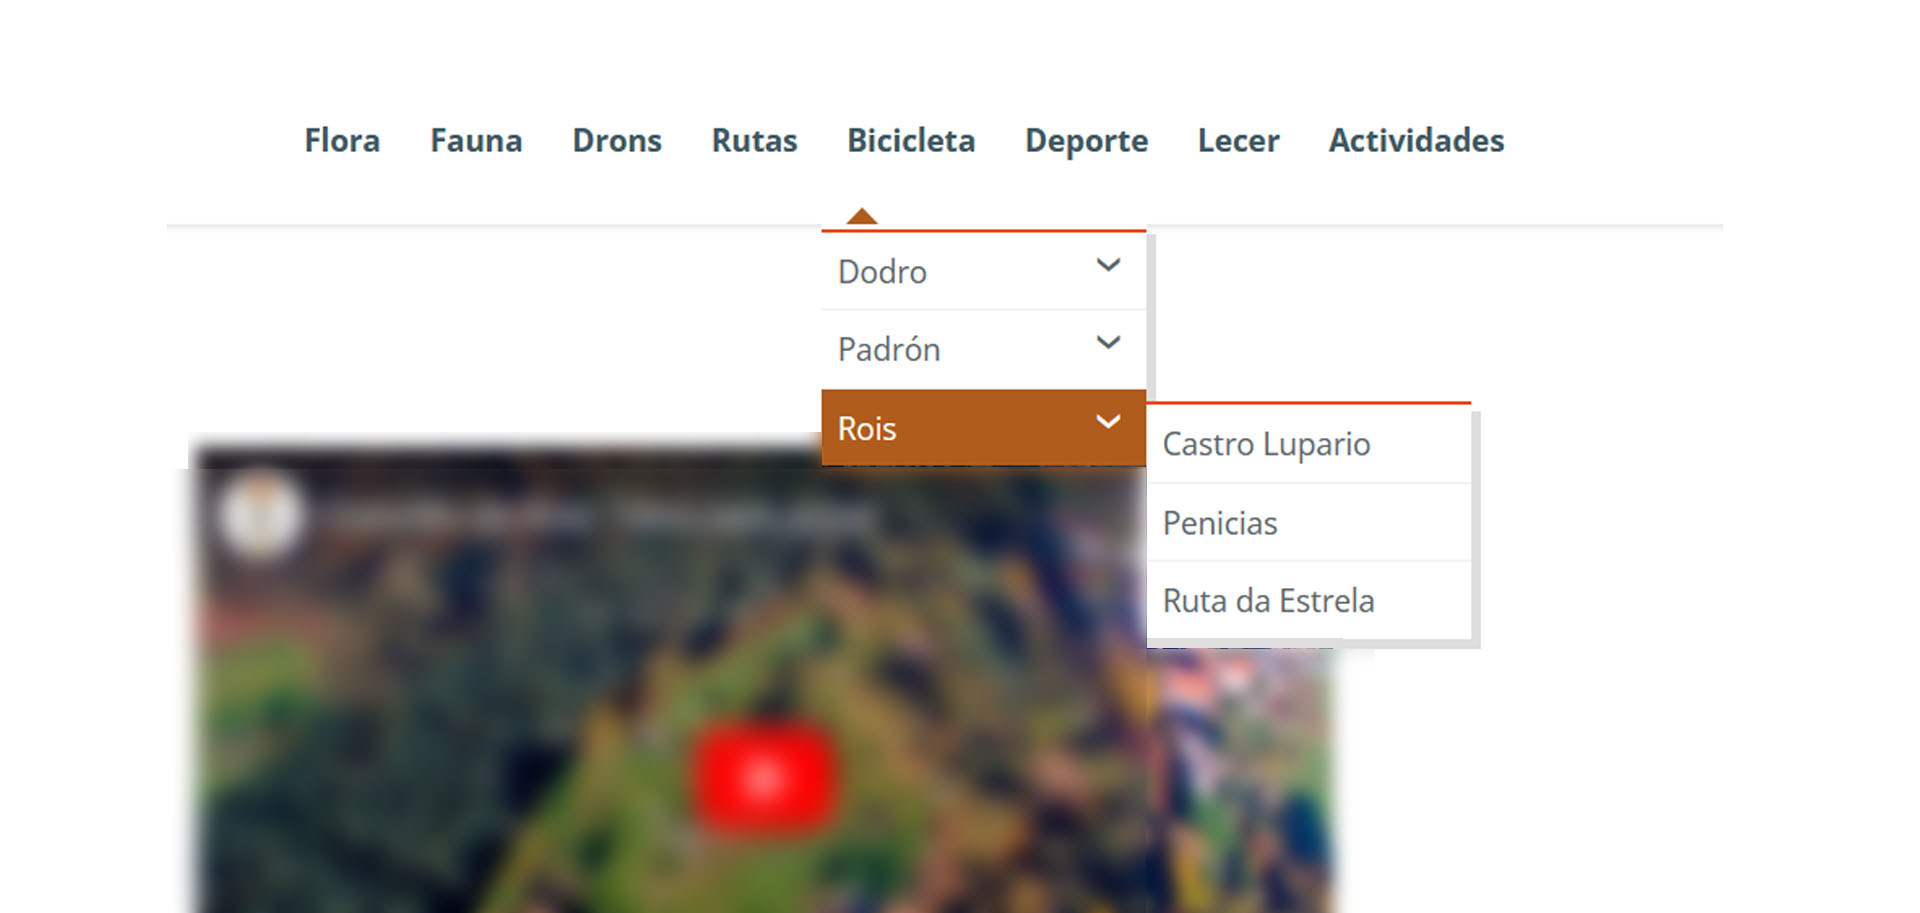 Flora Fauna Drons Rutas Bicicleta Deporte Lecer Actividades
Dodro
Padrón
Rois
Castro Lupario
Penicias
Ruta da Estrela